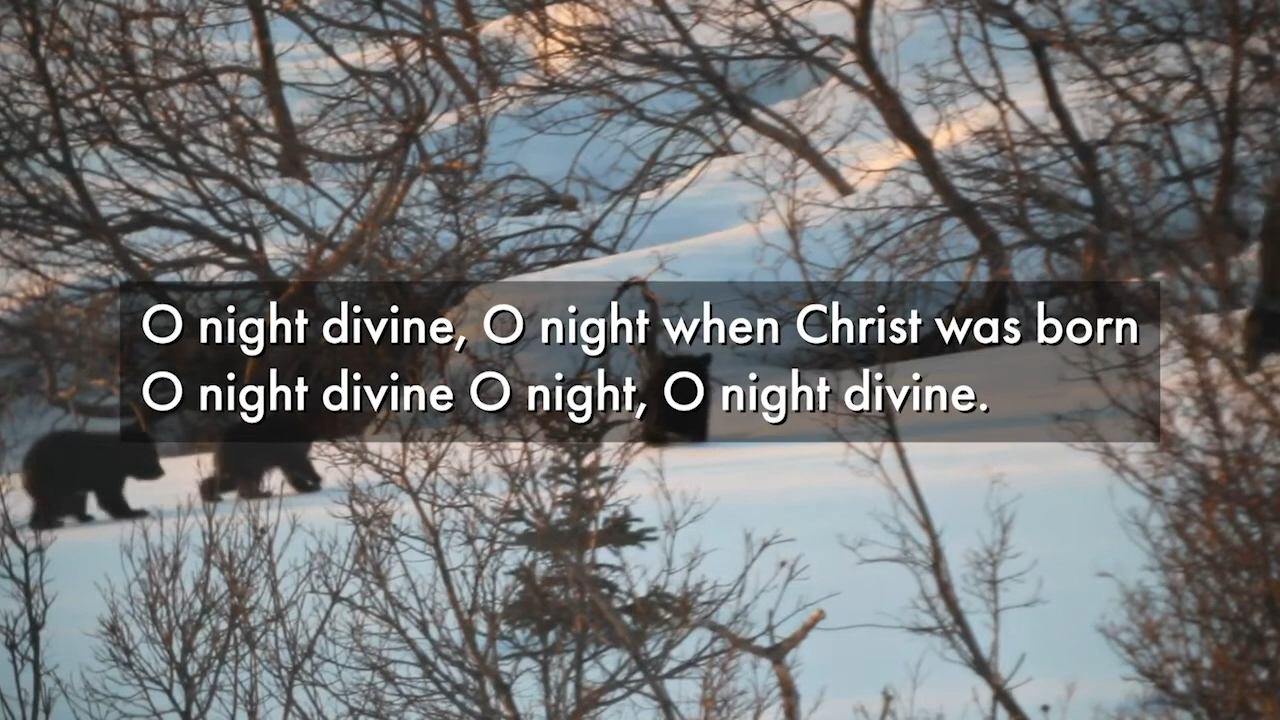 O night divine, O night when Christ was born
O night divine O night, O night divine.